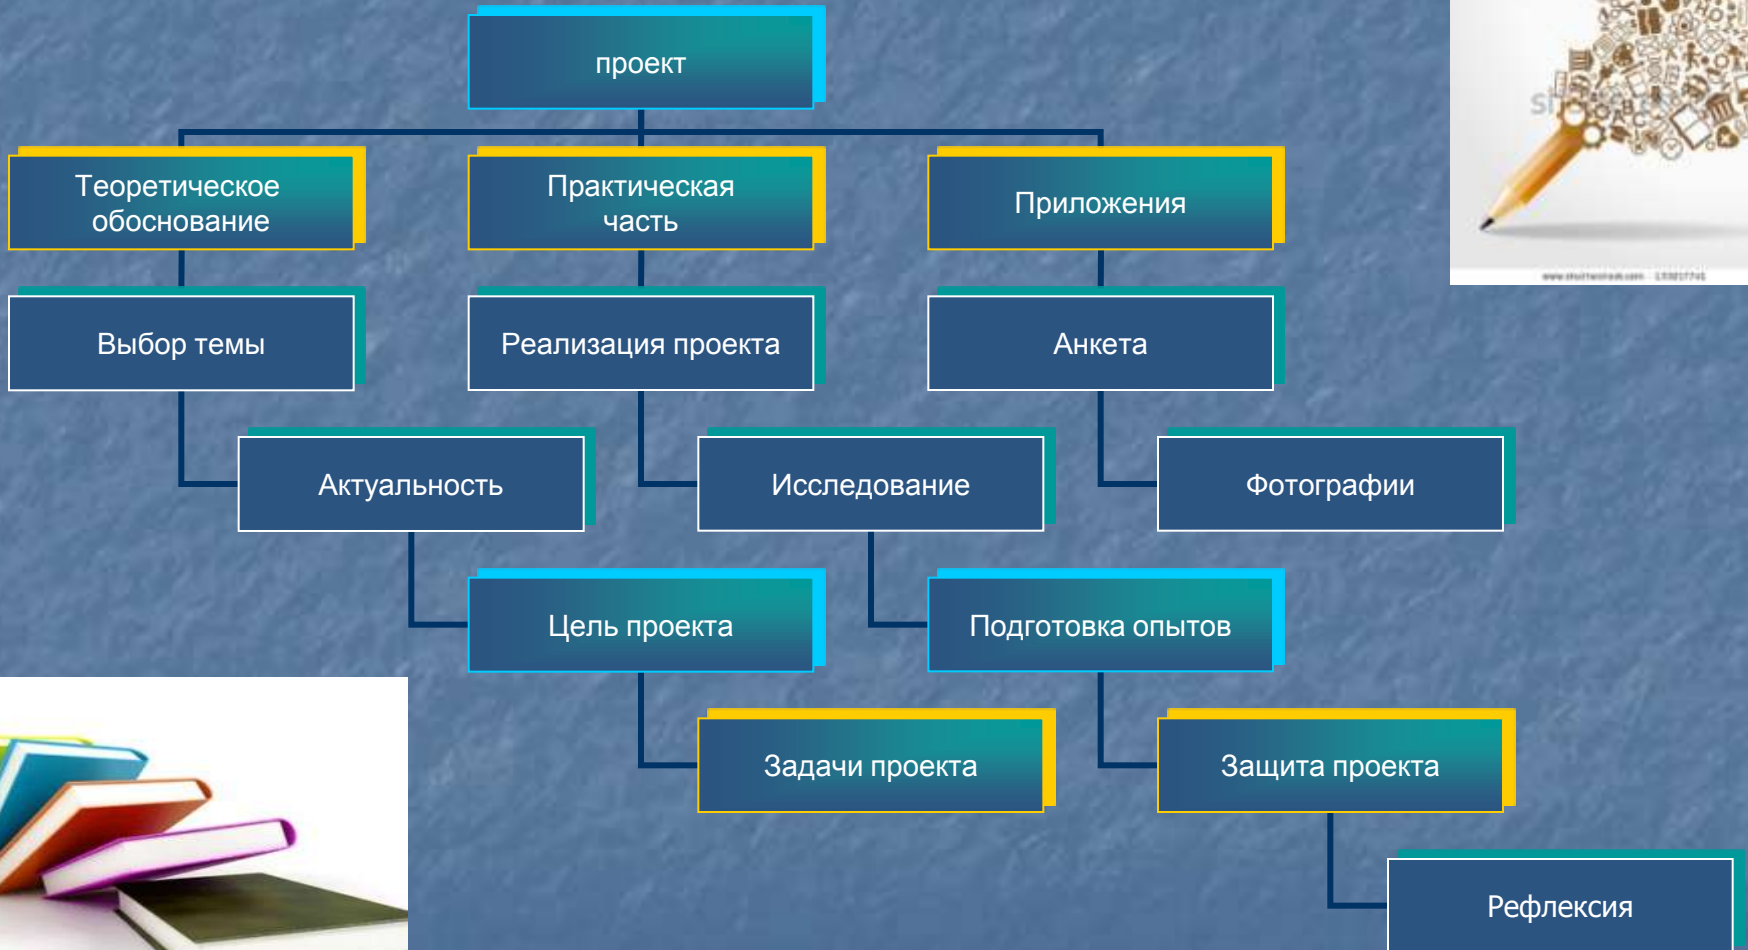 проект
Теоретическое
обоснование
Практическая
часть
Приложения
Выбор темы
Реализация проекта
Анкета
Актуальность
Исследование
Фотографии
Цель проекта
Подготовка опытов
Задачи проекта
Защита проекта
Рефлексия